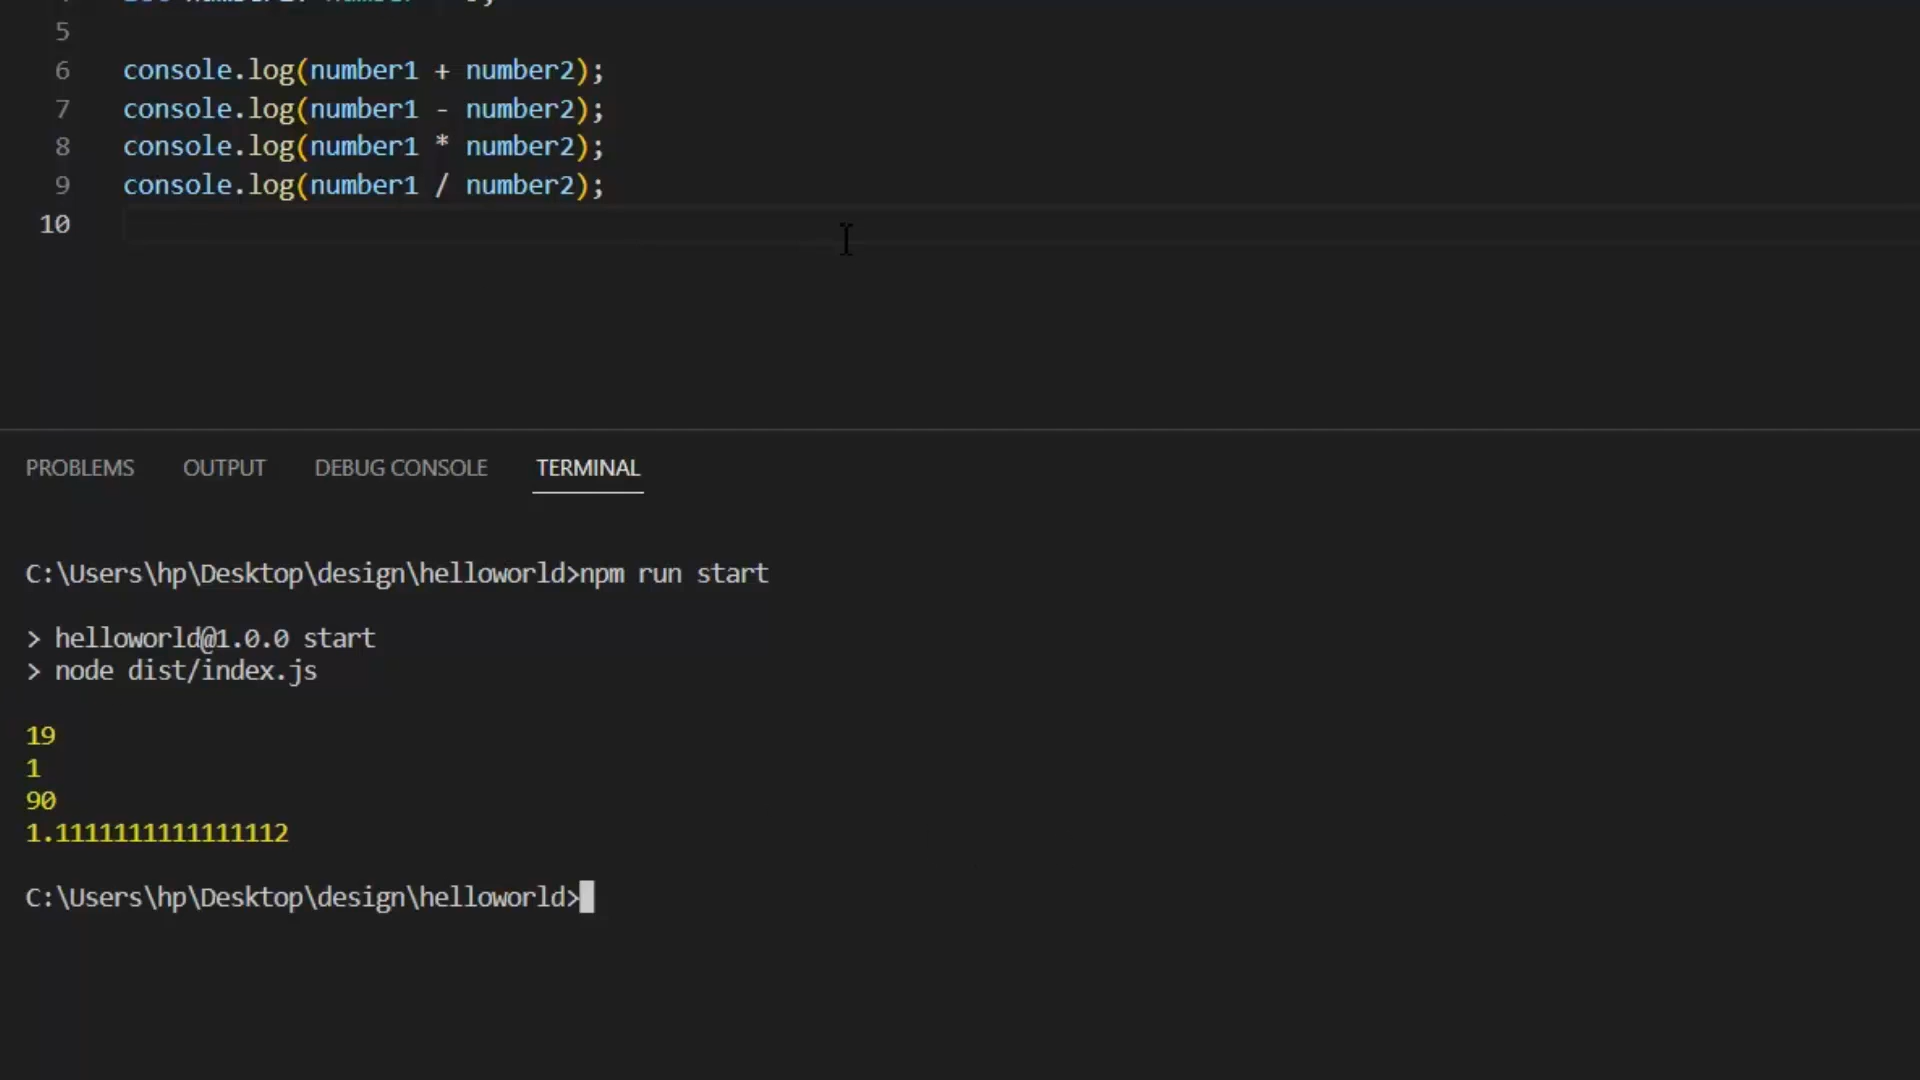 5
6 console.log(number1 + number2);
7 console.log(number1 - number2);
8 console.log(number1 * number2);
9 console.log(number1 / number2);
10
PROBLEMS OUTPUT DEBUG CONSOLE TERMINAL
C:\Users\hp\Desktop\design\helloworld>npm run start
> helloworld@1.0.0 start
> node dist/index.js
19
1
90
1.1111111111111112
C:\Users\hp\Desktop\design\helloworld>